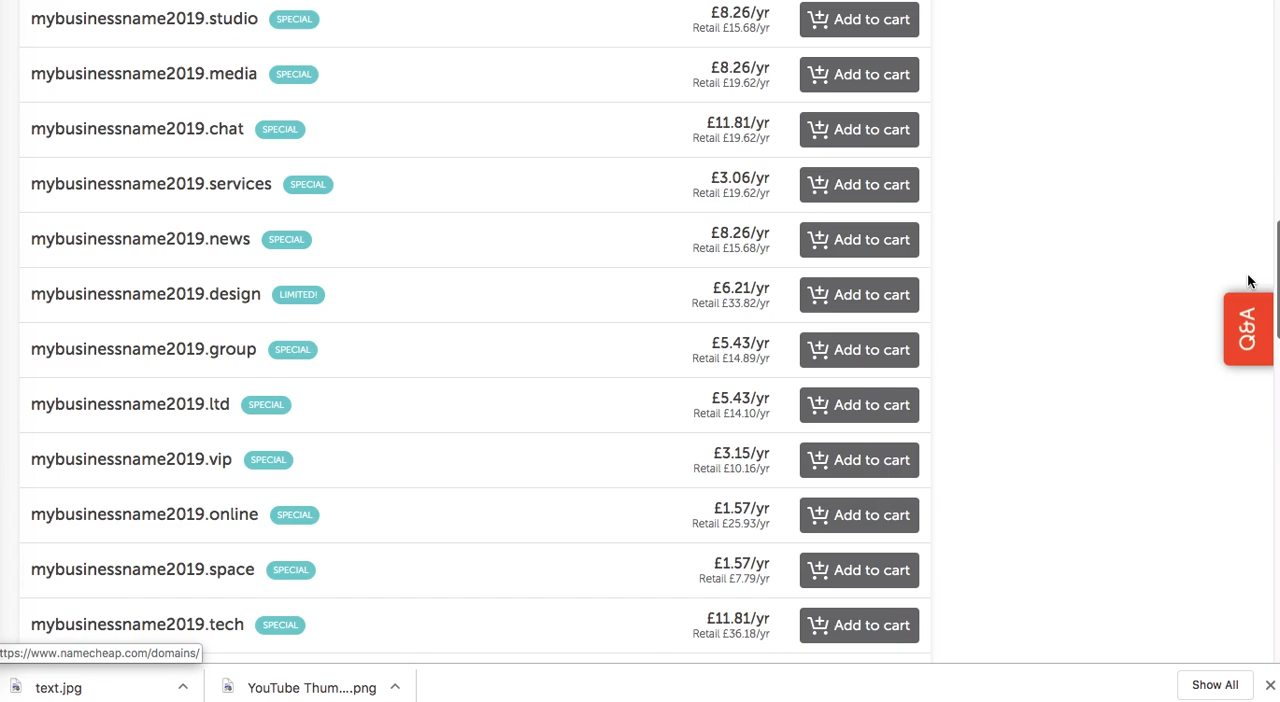 mybusinessname2019.studio SPECIAL £8.26/yr Add to cart
Retail £15.68/yr
mybusinessname2019.media SPECIAL £8.26/yr Add to cart
Retail £19.62/yr
mybusinessname2019.chat SPECIAL £11.81/yr Add to cart
Retail £19.62/yr
mybusinessname2019.services SPECIAL £3.06/yr Add to cart
Retail £19.62/yr
mybusinessname2019.news SPECIAL £8.26/yr Add to cart
Retail £15.68/yr
mybusinessname2019.design LIMITED! £6.21/yr Add to cart
Retail £33.82/yr
Q&A
mybusinessname2019.group SPECIAL £5.43/yr Add to cart
Retail £14.89/yr
mybusinessname2019.ltd SPECIAL £5.43/yr Add to cart
Retail £14.10/yr
mybusinessname2019.vip SPECIAL £3.15/yr Add to cart
Retail £10.16/yr
mybusinessname2019.online SPECIAL £1.57/yr Add to cart
Retail £25.93/yr
mybusinessname2019.space SPECIAL £1.57/yr Add to cart
Retail £7.79/yr
mybusinessname2019.tech SPECIAL £11.81/yr Add to cart
Retail £36.18/yr
ttps://www.namecheap.com/domains/
text.jpg YouTube Thum....png Show All